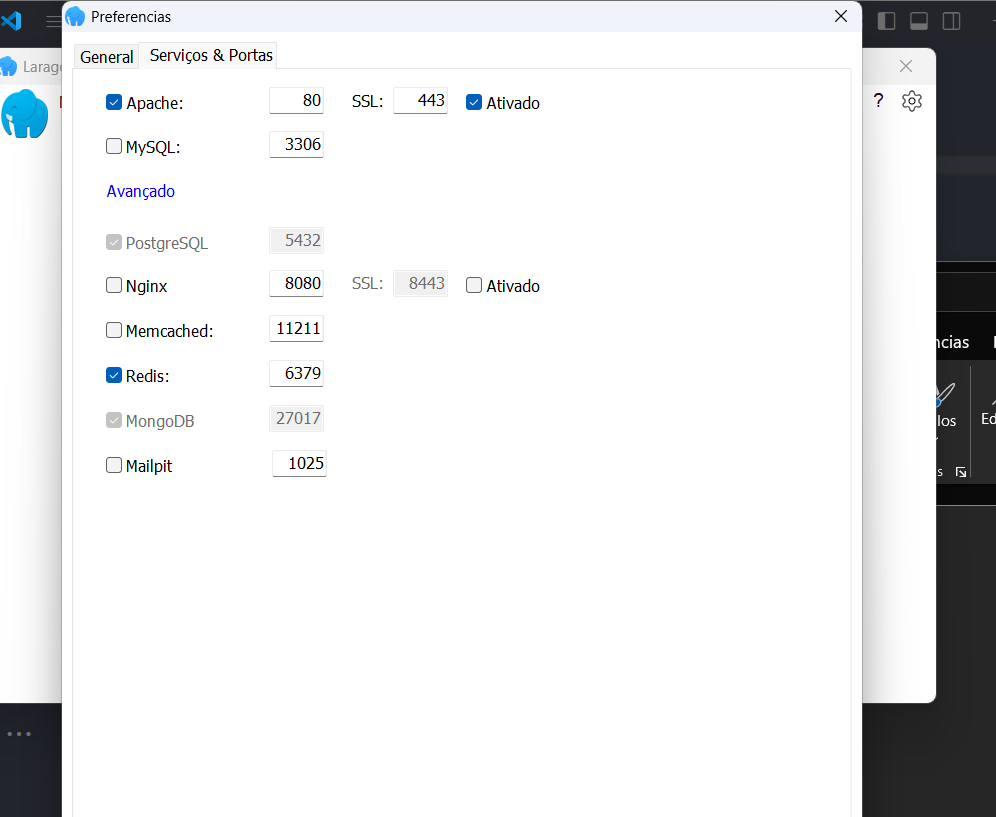 Preferencias
Larag
General
Serviços & Portas
Apache:
80
SSL:
443
Ativado
MySQL:
3306
Avançado
PostgreSQL
5432
Nginx
8080
SSL:
8443
Ativado
Memcached:
11211
Redis:
6379
MongoDB
27017
Mailpit
1025
?
ncias
los
Ed
s